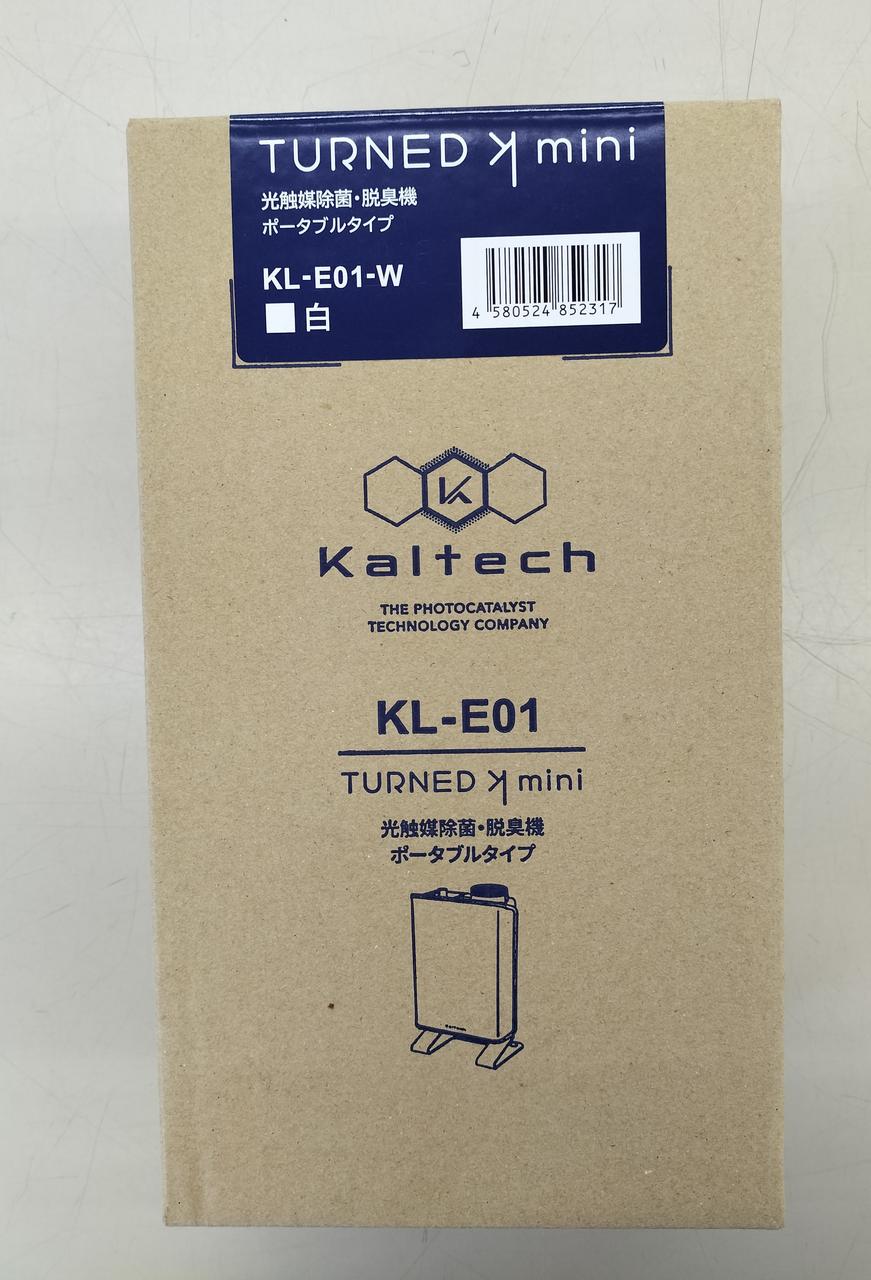 TURNED K mini
光触媒除菌・脱臭機
ポータブルタイプ
KL-E01-W
白
4 580524 852317
K
Kaltech
THE PHOTOCATALYST
TECHNOLOGY COMPANY
KL-E01
TURNED K mini
光触媒除菌・脱臭機
ポータブルタイプ
Kaltech